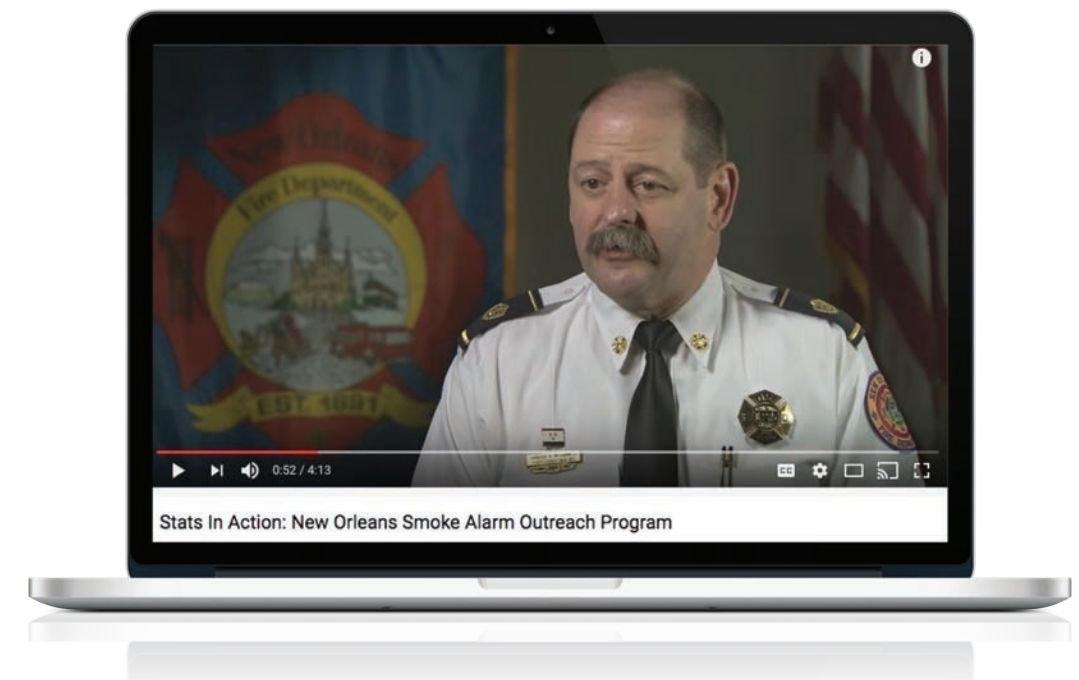 New Orleans
Fire Department
EST. 1891
0:52 / 4:13
CC
Stats In Action: New Orleans Smoke Alarm Outreach Program